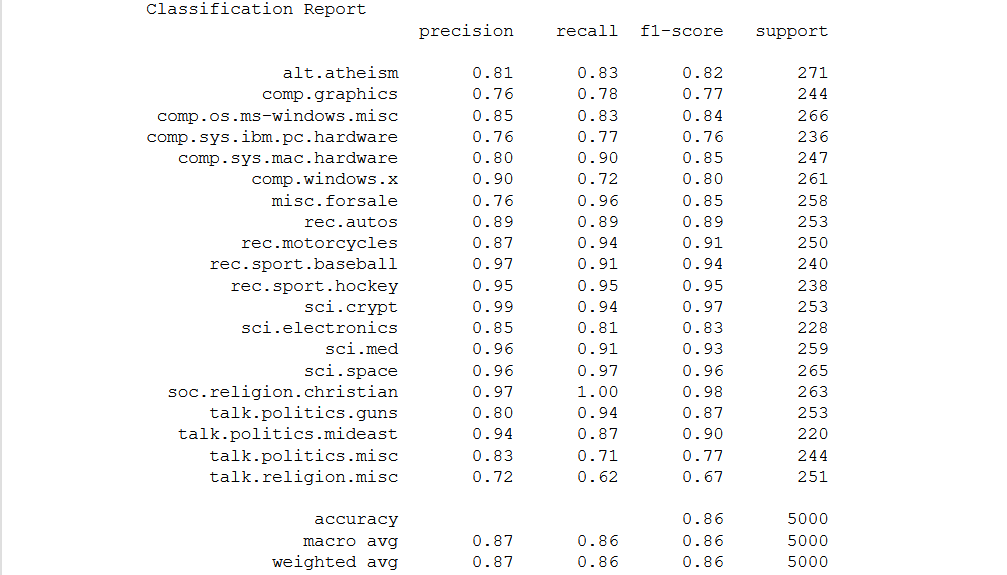 Classification Report
precision recall f1-score support
alt.atheism 0.81 0.83 0.82 271
comp.graphics 0.76 0.78 0.77 244
comp.os.ms-windows.misc 0.85 0.83 0.84 266
comp.sys.ibm.pc.hardware 0.76 0.77 0.76 236
comp.sys.mac.hardware 0.80 0.90 0.85 247
comp.windows.x 0.90 0.72 0.80 261
misc.forsale 0.76 0.96 0.85 258
rec.autos 0.89 0.89 0.89 253
rec.motorcycles 0.87 0.94 0.91 250
rec.sport.baseball 0.97 0.91 0.94 240
rec.sport.hockey 0.95 0.95 0.95 238
sci.crypt 0.99 0.94 0.97 253
sci.electronics 0.85 0.81 0.83 228
sci.med 0.96 0.91 0.93 259
sci.space 0.96 0.97 0.96 265
soc.religion.christian 0.97 1.00 0.98 263
talk.politics.guns 0.80 0.94 0.87 253
talk.politics.mideast 0.94 0.87 0.90 220
talk.politics.misc 0.83 0.71 0.77 244
talk.religion.misc 0.72 0.62 0.67 251
accuracy 0.86 5000
macro avg 0.87 0.86 0.86 5000
weighted avg 0.87 0.86 0.86 5000